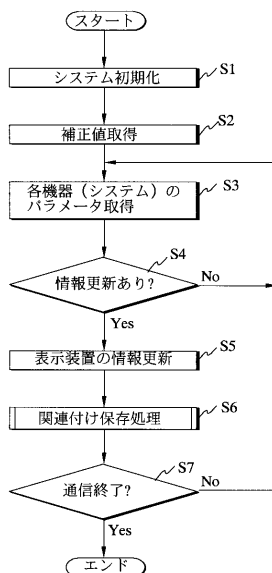 スタート
システム初期化
S1
補正値取得
S2
各機器（システム）の
パラメータ取得
S3
S4
情報更新あり?
No
Yes
表示装置の情報更新
S5
関連付け保存処理
S6
S7
通信終了?
No
Yes
エンド